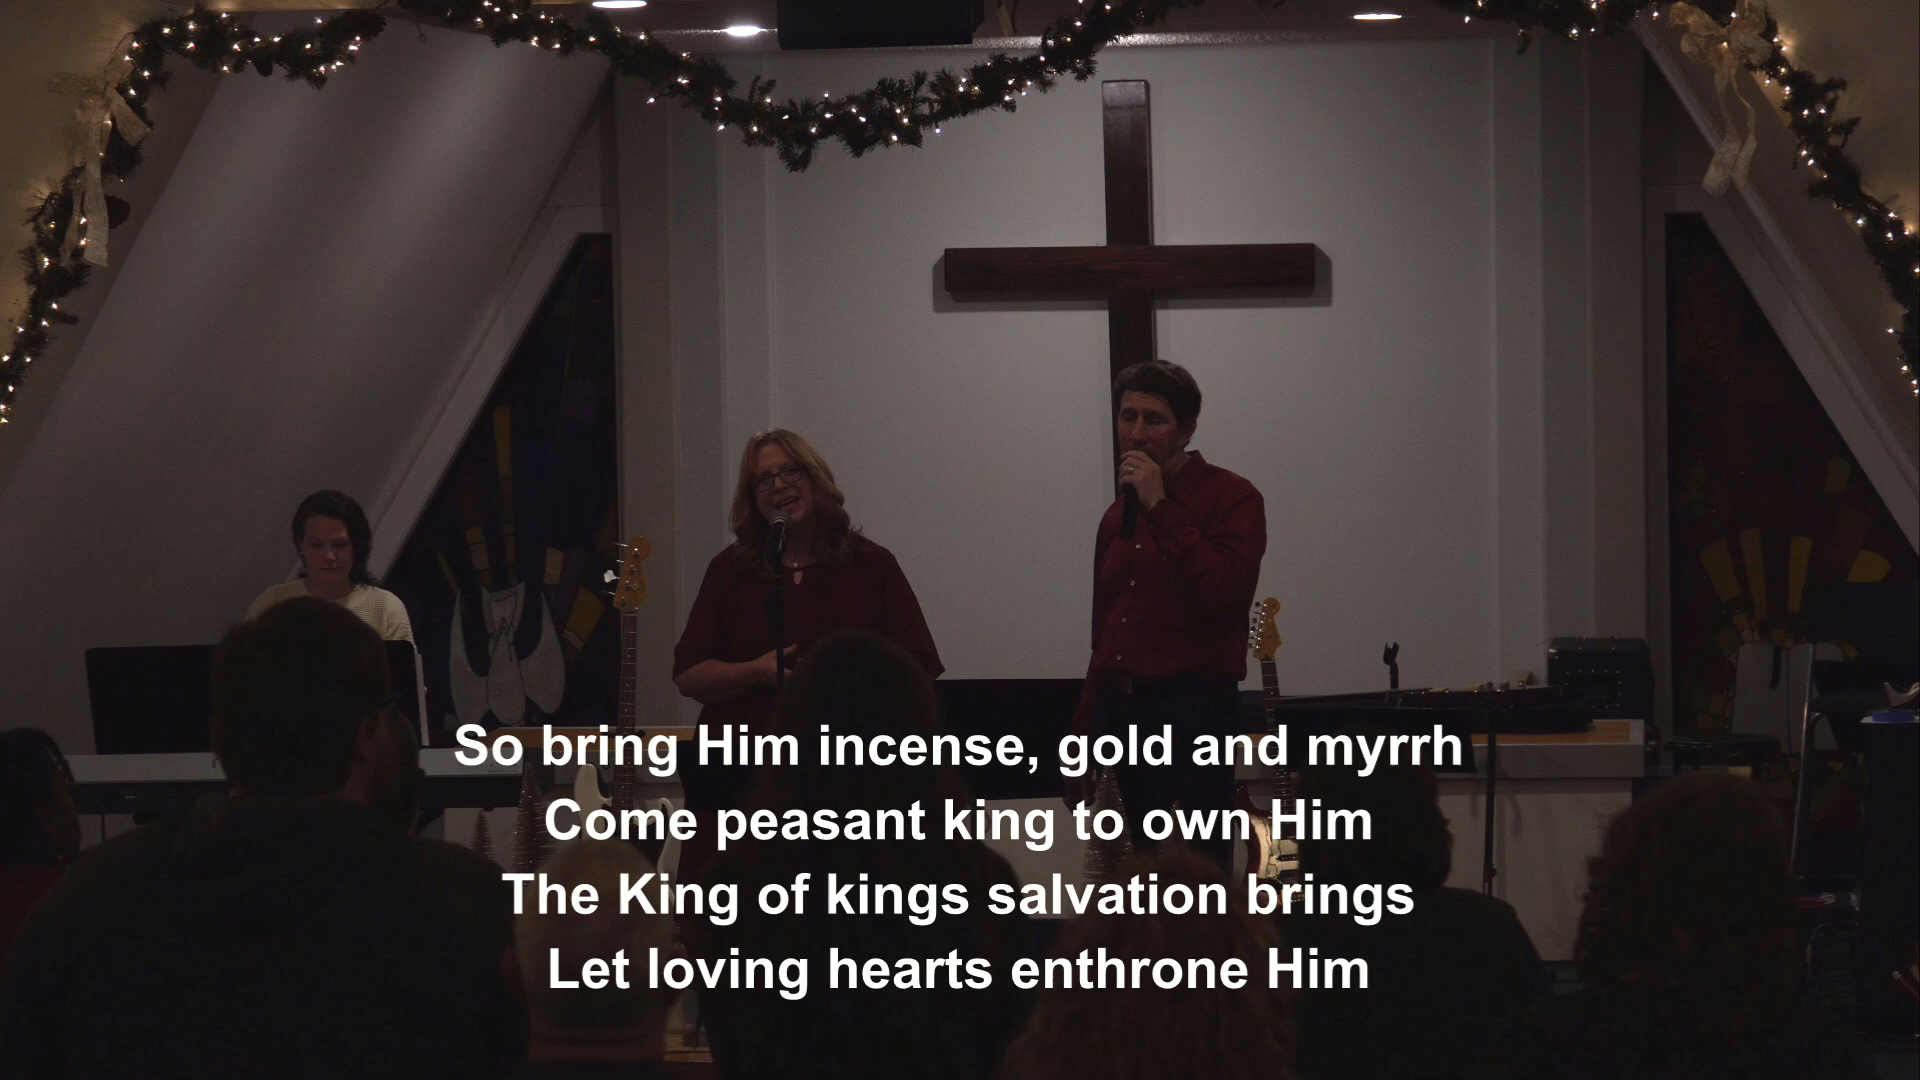 So bring Him incense, gold and myrrh
Come peasant king to own Him
The King of kings salvation brings
Let loving hearts enthrone Him